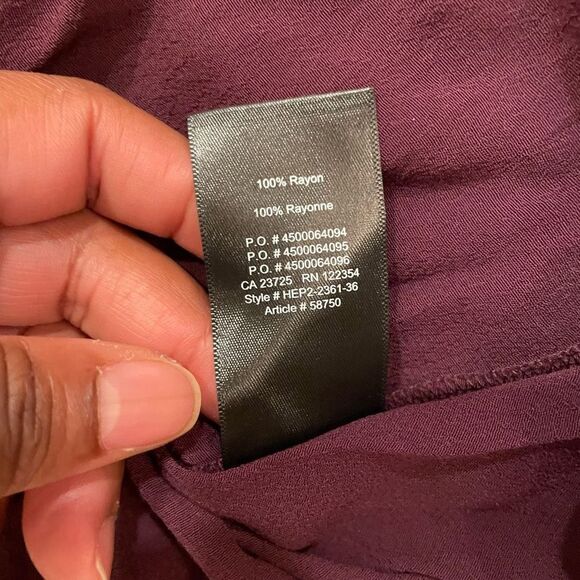 100% Rayon
100% Rayonne
P.O. # 4500064094
P.O. # 4500064095
P.O. # 4500064096
CA 23725 RN 122354
Style # HEP2-2361-36
Article # 58750